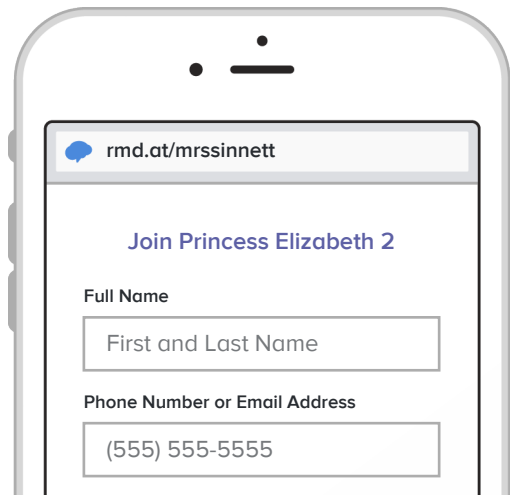 rmd.at/mrssinnett
Join Princess Elizabeth 2
Full Name
First and Last Name
Phone Number or Email Address
(555) 555-5555